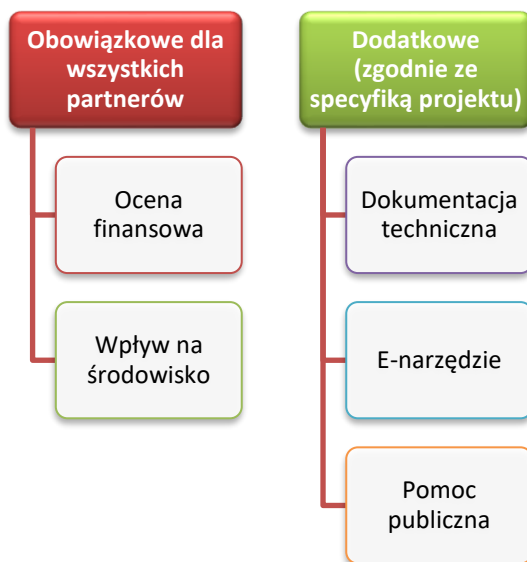 Obowiązkowe dla
wszystkich
partnerów
Ocena
finansowa
Wpływ na
środowisko
Dodatkowe
(zgodnie ze
specyfiką projektu)
Dokumentacja
techniczna
E-narzędzie
Pomoc
publiczna